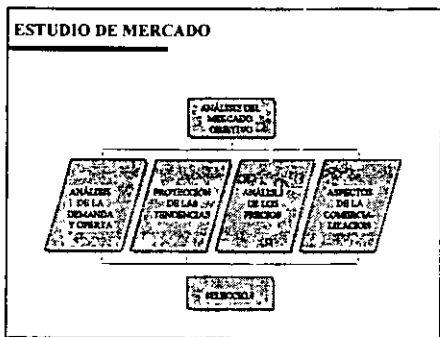 ESTUDIO DE MERCADO
ANÁLISIS DEL
MERCADO
OBJETIVO
ANÁLISIS
DE LA
DEMANDA
Y OFERTA
PROYECCIÓN
DE LAS
TENDENCIAS
ANÁLISIS
DE LOS
PRECIOS
ASPECTOS
DE LA
COMERCIA-
LIZACION
SELECCIÓN